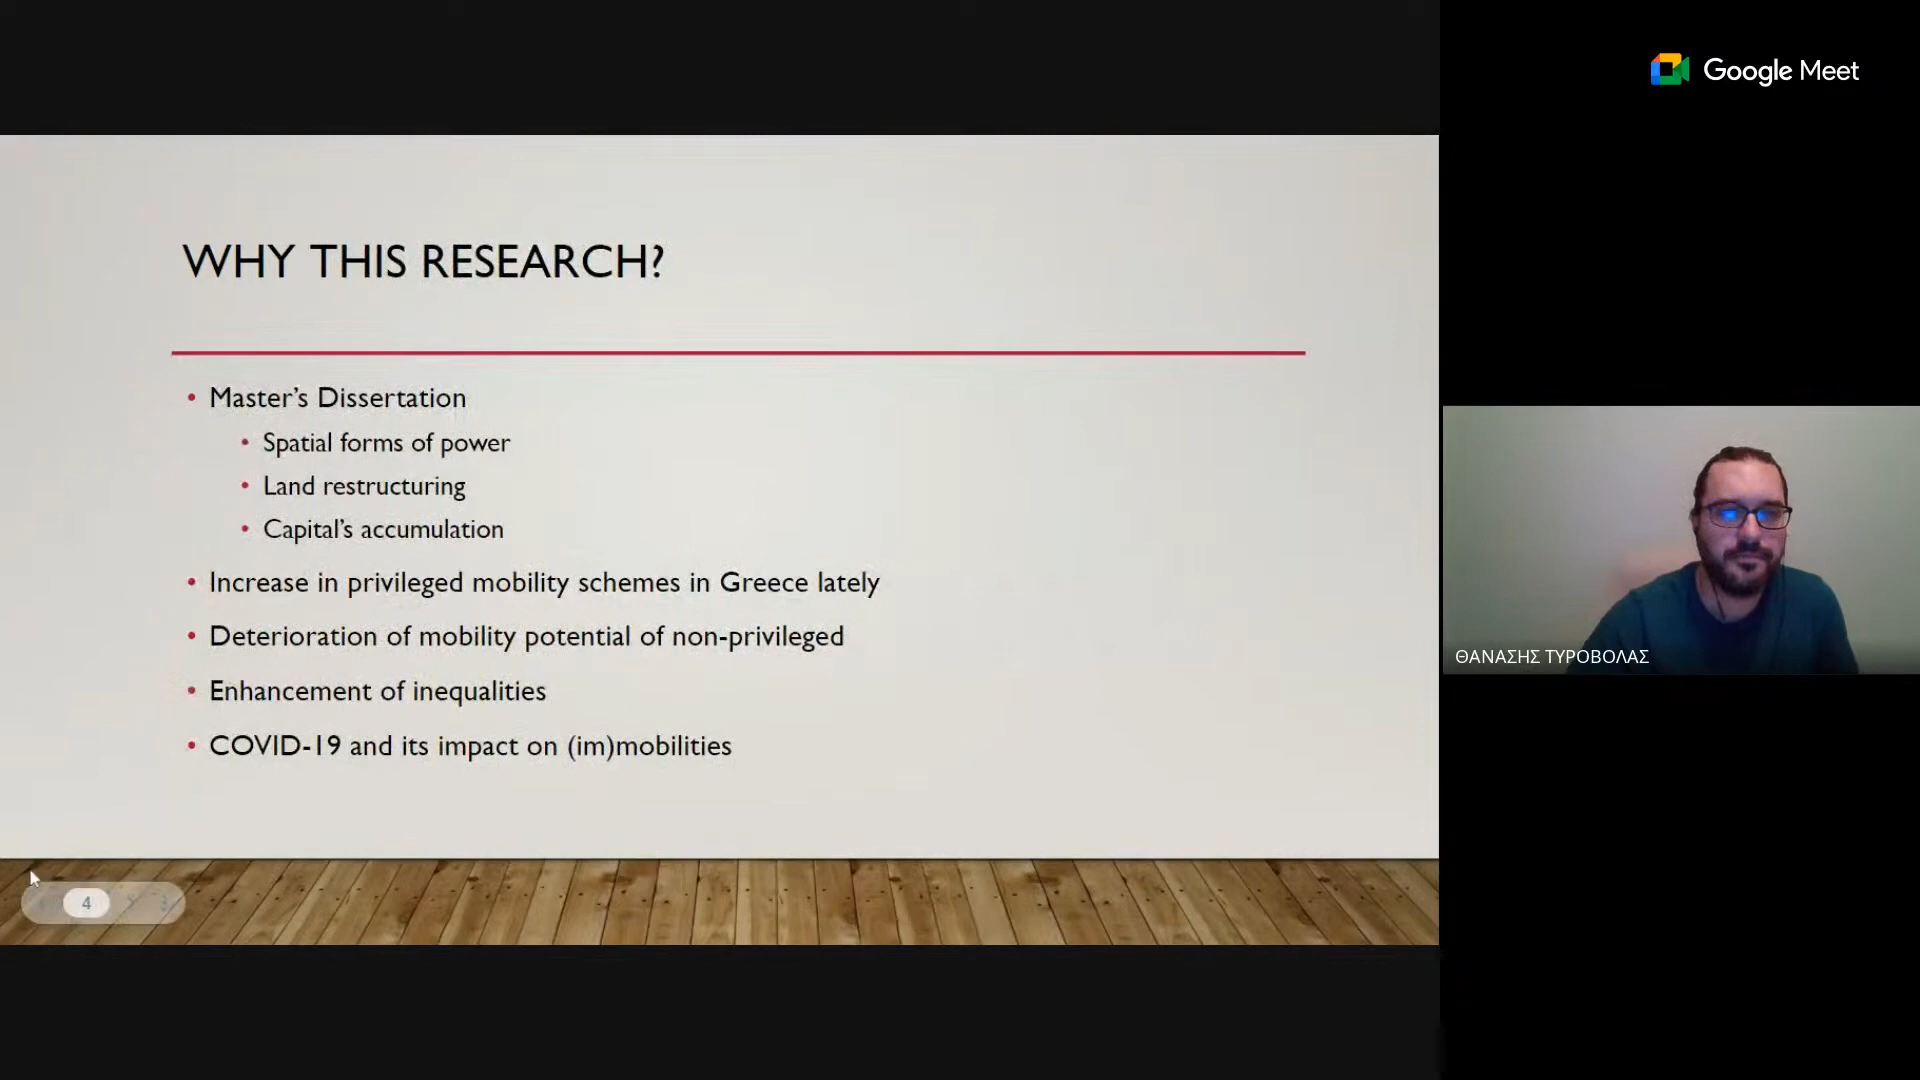 Google Meet
WHY THIS RESEARCH?
• Master's Dissertation
• Spatial forms of power
• Land restructuring
• Capital's accumulation
• Increase in privileged mobility schemes in Greece lately
• Deterioration of mobility potential of non-privileged
• Enhancement of inequalities
• COVID-19 and its impact on (im)mobilities
ΘΑΝΑΣΗΣ ΤΥΡΟΒΟΛΑΣ
4